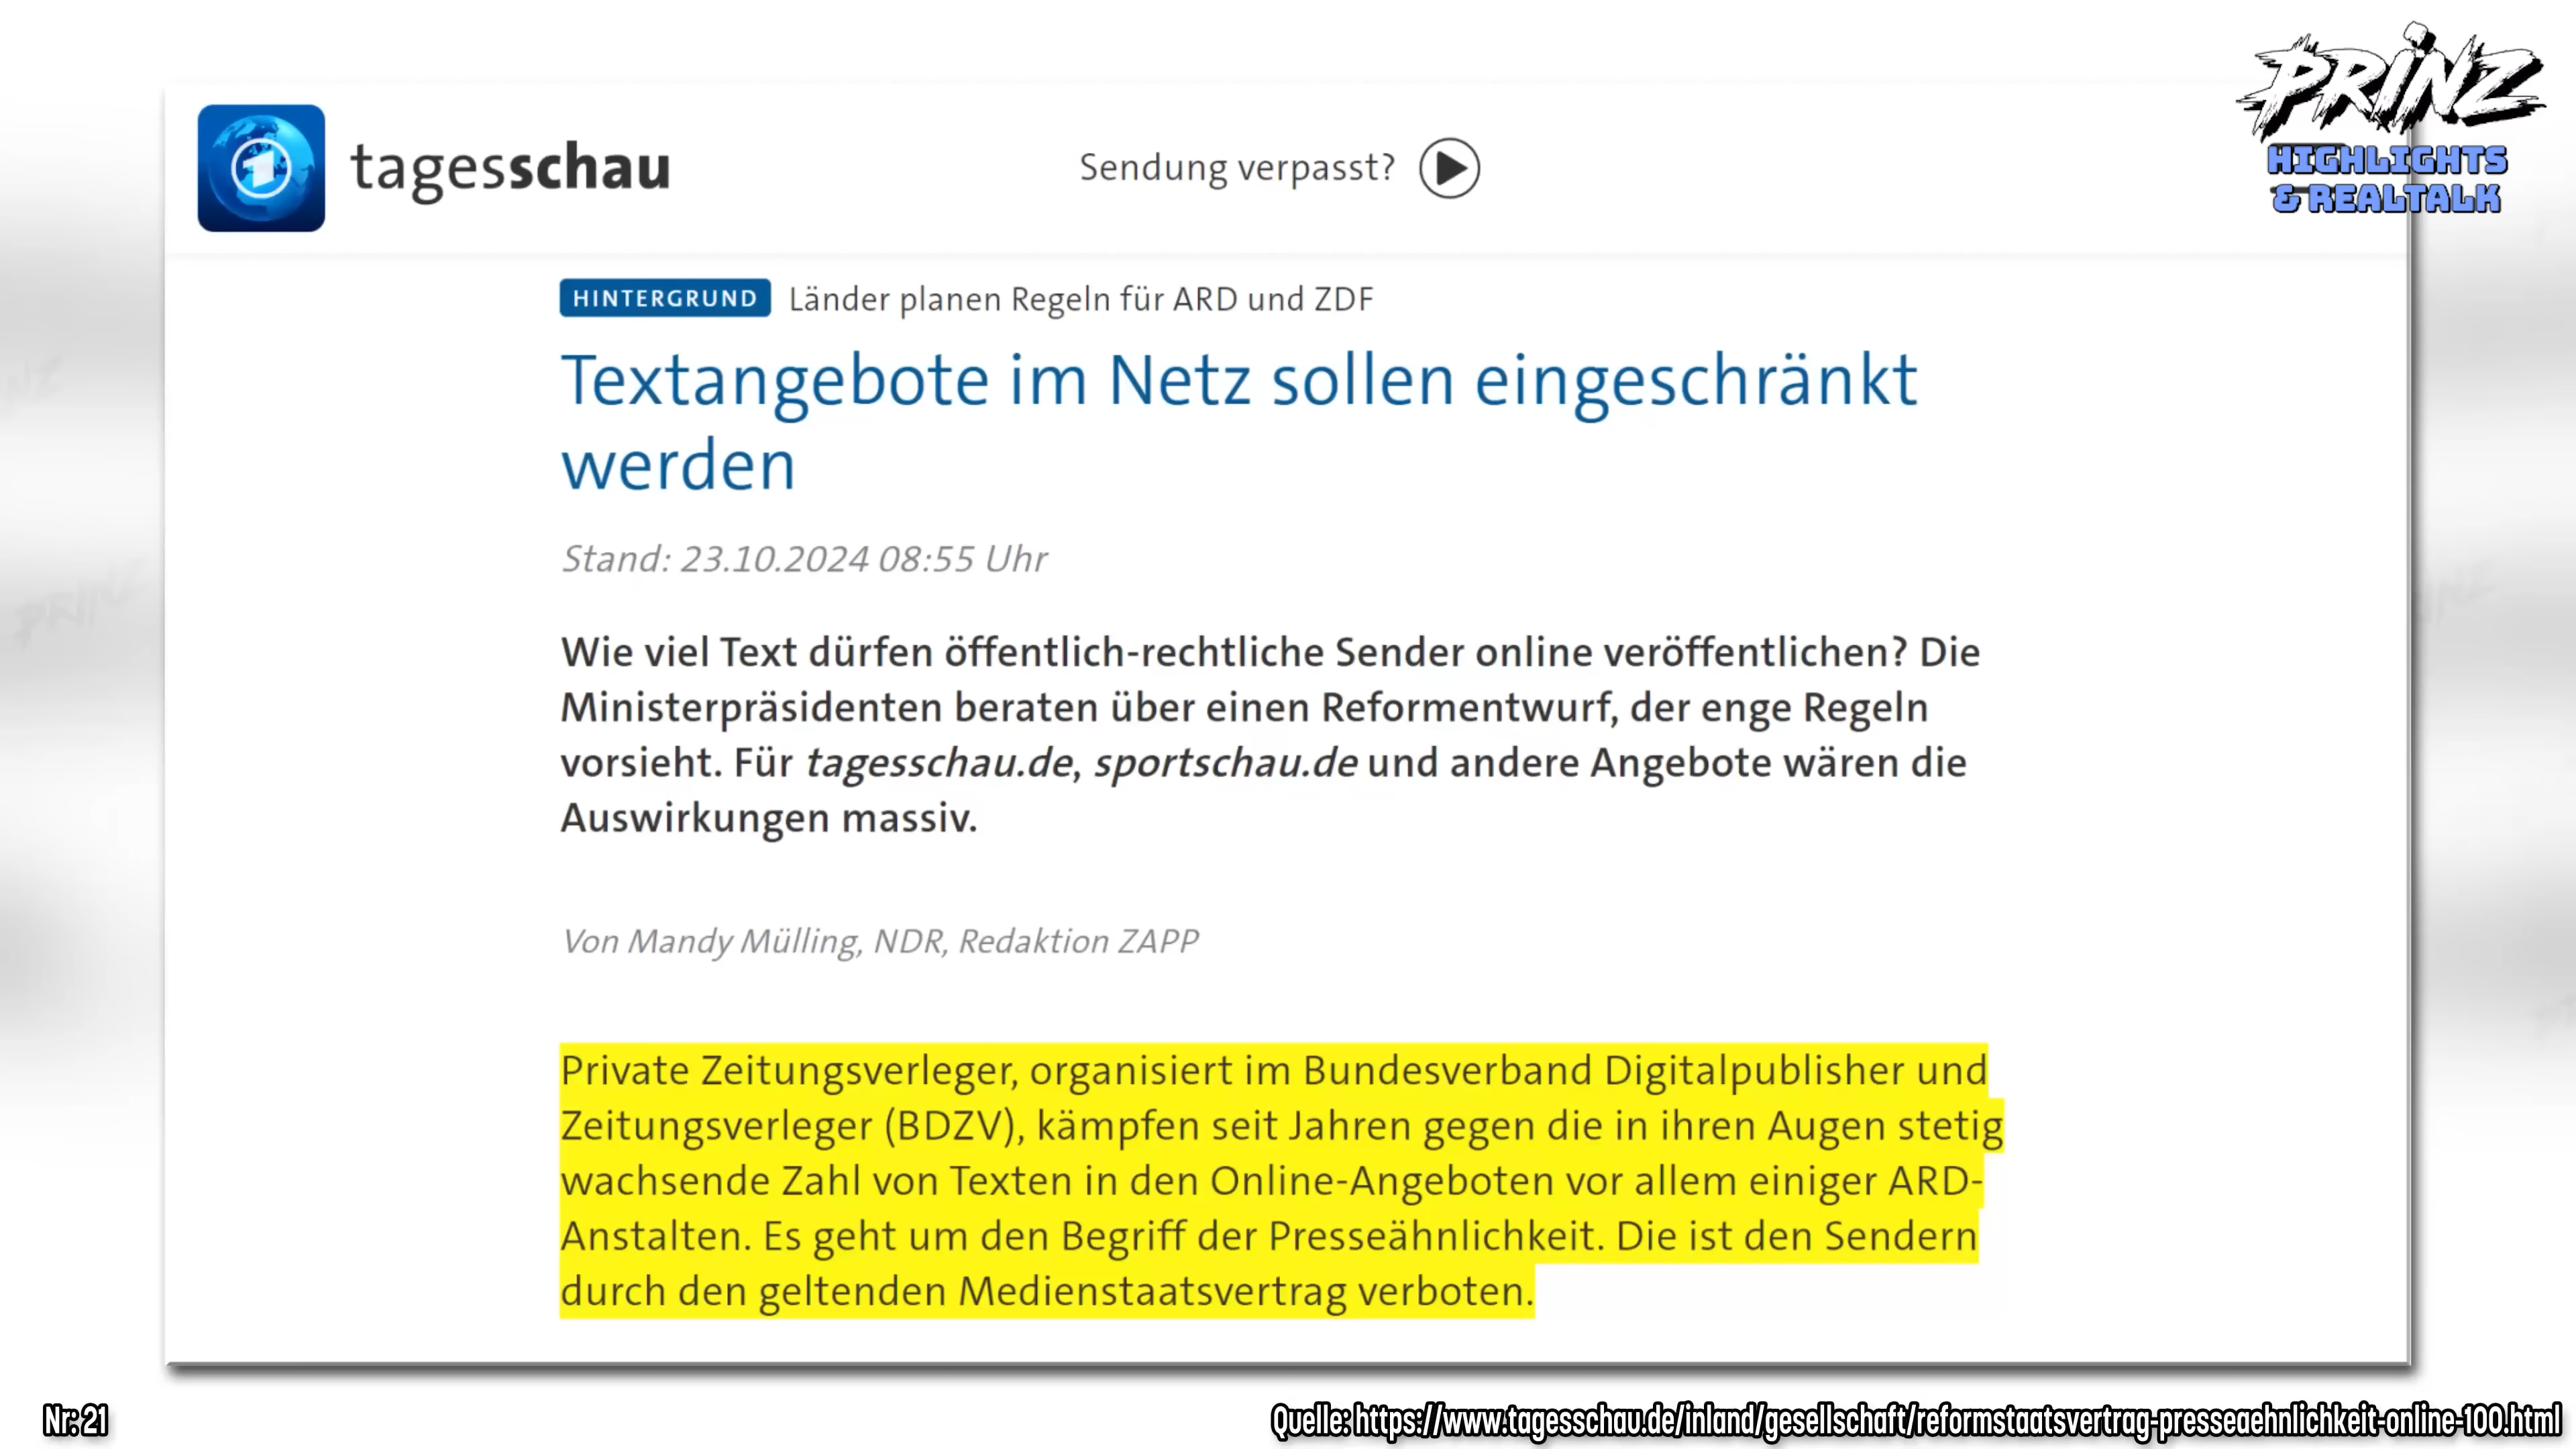 PRINZ
HIGHLIGHTS
& REALTALK
tagesschau
Sendung verpasst?
HINTERGRUND Länder planen Regeln für ARD und ZDF
Textangebote im Netz sollen eingeschränkt
werden
Stand: 23.10.2024 08:55 Uhr
Wie viel Text dürfen öffentlich-rechtliche Sender online veröffentlichen? Die
Ministerpräsidenten beraten über einen Reformentwurf, der enge Regeln
vorsieht. Für tagesschau.de, sportschau.de und andere Angebote wären die
Auswirkungen massiv.
Von Mandy Mülling, NDR, Redaktion ZAPP
Private Zeitungsverleger, organisiert im Bundesverband Digitalpublisher und
Zeitungsverleger (BDZV), kämpfen seit Jahren gegen die in ihren Augen stetig
wachsende Zahl von Texten in den Online-Angeboten vor allem einiger ARD-
Anstalten. Es geht um den Begriff der Presseähnlichkeit. Die ist den Sendern
durch den geltenden Medienstaatsvertrag verboten.
Nr: 21
Quelle: https://www.tagesschau.de/inland/gesellschaft/reformstaatsvertrag-presseaehnlichkeit-online-100.html